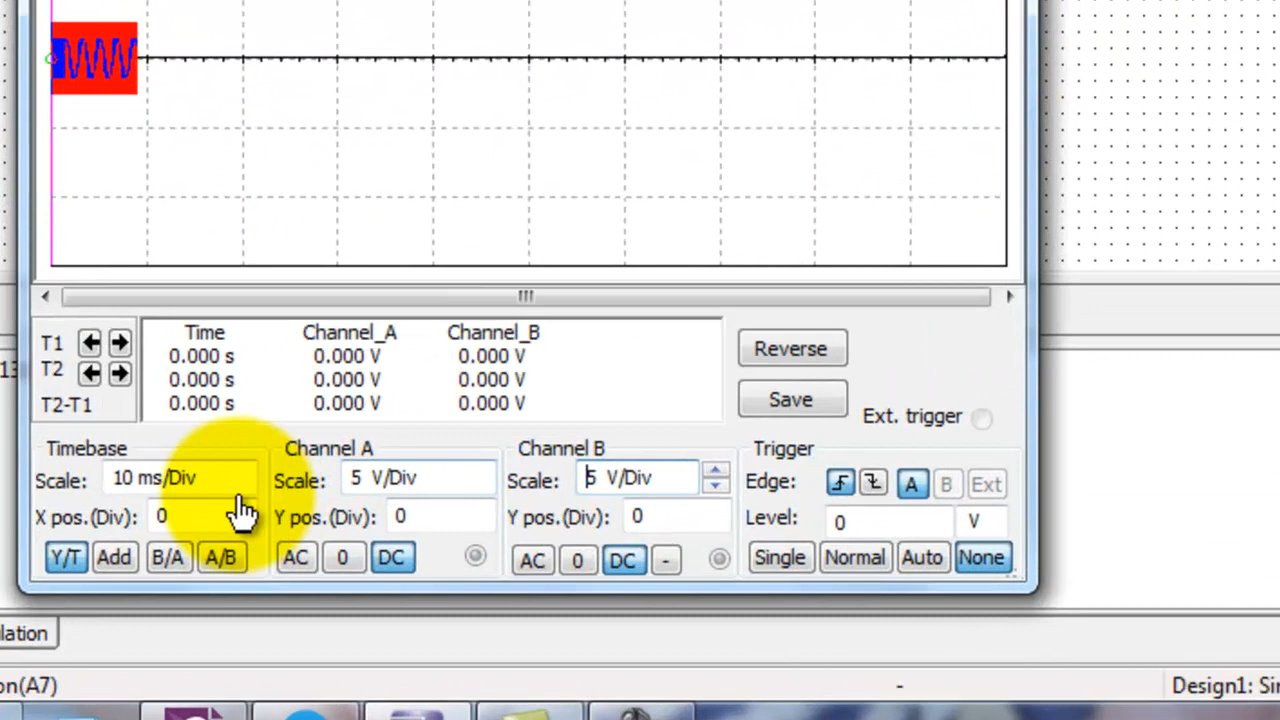 T1
T2
T2-T1
Time Channel_A Channel_B
0.000 s 0.000 V 0.000 V
0.000 s 0.000 V 0.000 V
0.000 s 0.000 V 0.000 V
Reverse
Save
Ext. trigger
13
Timebase
Scale: 10 ms/Div
X pos.(Div): 0
Y/T Add B/A A/B
Channel A
Scale: 5 V/Div
Y pos.(Div): 0
AC 0 DC
Channel B
Scale: 5 V/Div
Y pos.(Div): 0
AC 0 DC -
Trigger
Edge: A B Ext
Level: 0 V
Single Normal Auto None
lation
on(A7) - Design1: Si